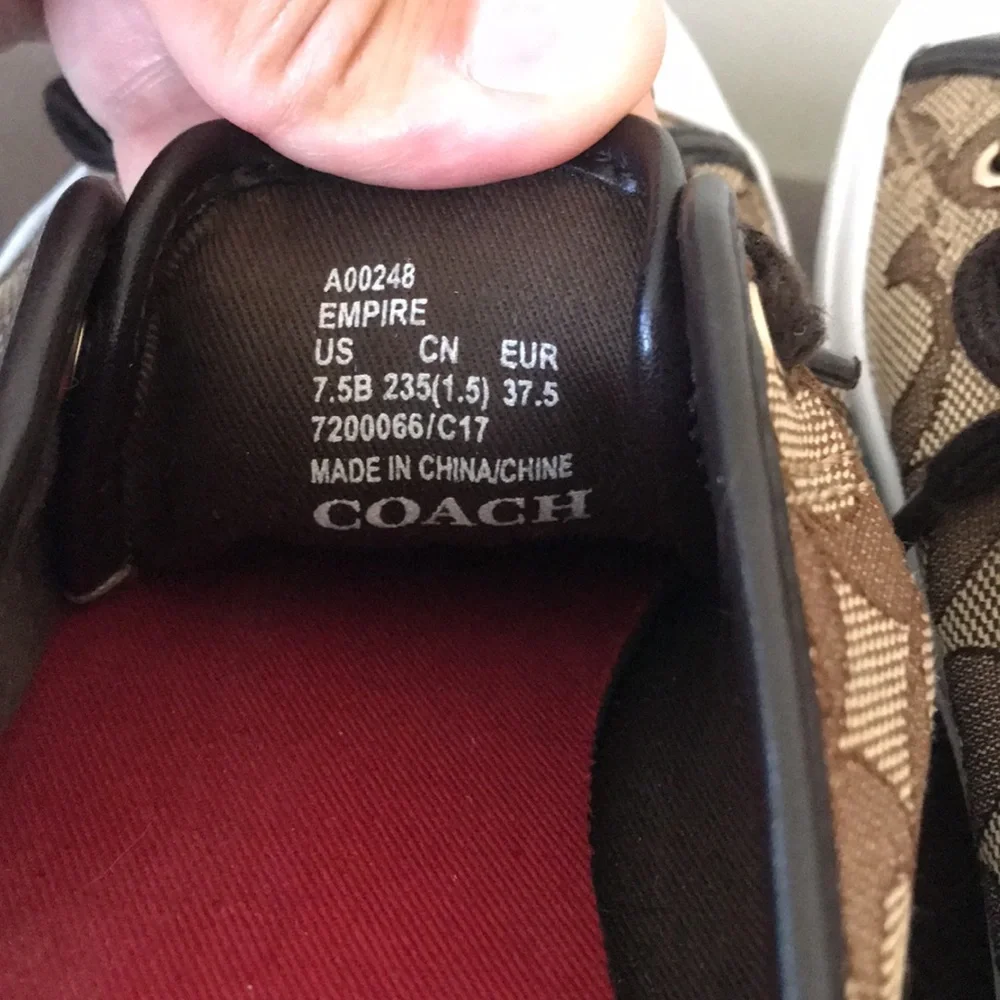 A00248
EMPIRE
US CN EUR
7.5B 235(1.5) 37.5
7200066/C17
MADE IN CHINA/CHINE
COACH